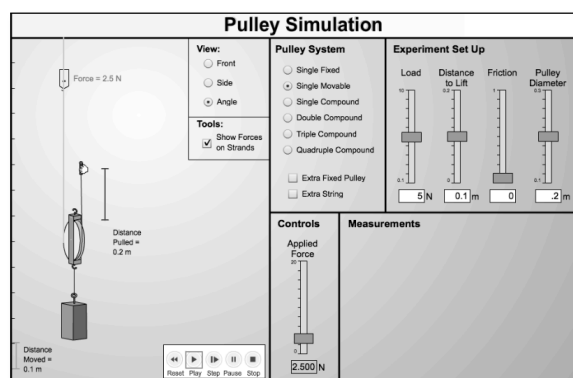 Pulley Simulation
Force = 2.5 N
Distance
Pulled =
0.2 m
Distance
Moved =
0.1 m
View:
Front
Side
Angle
Tools:
Show Forces
on Strands
Reset Play Step Pause Stop
Pulley System
Single Fixed
Single Movable
Single Compound
Double Compound
Triple Compound
Quadruple Compound
Extra Fixed Pulley
Extra String
Experiment Set Up
Load
10
0.1
5 N
Distance
to Lift
0.2
0.1
0.1 m
Friction
1
0
0
Pulley
Diameter
0.2
0.1
.2 m
Controls
Applied
Force
20
0
2.500 N
Measurements